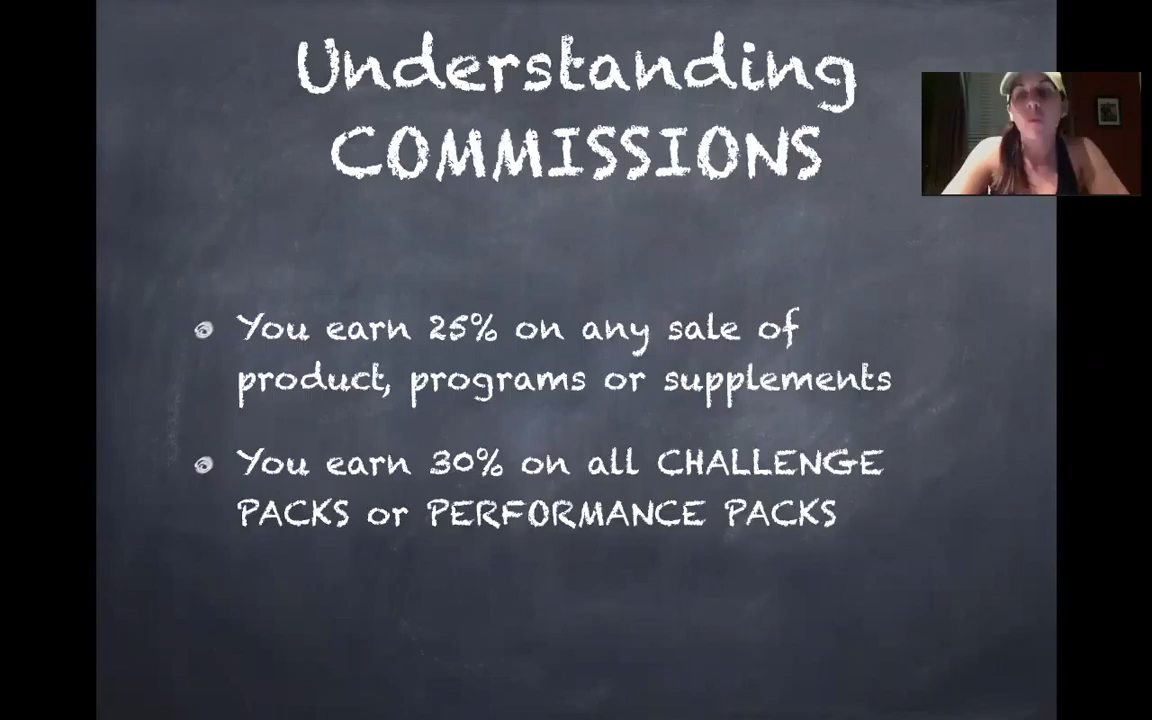 Understanding
COMMISSIONS
You earn 25% on any sale of
product, programs or supplements
You earn 30% on all CHALLENGE
PACKS or PERFORMANCE PACKS